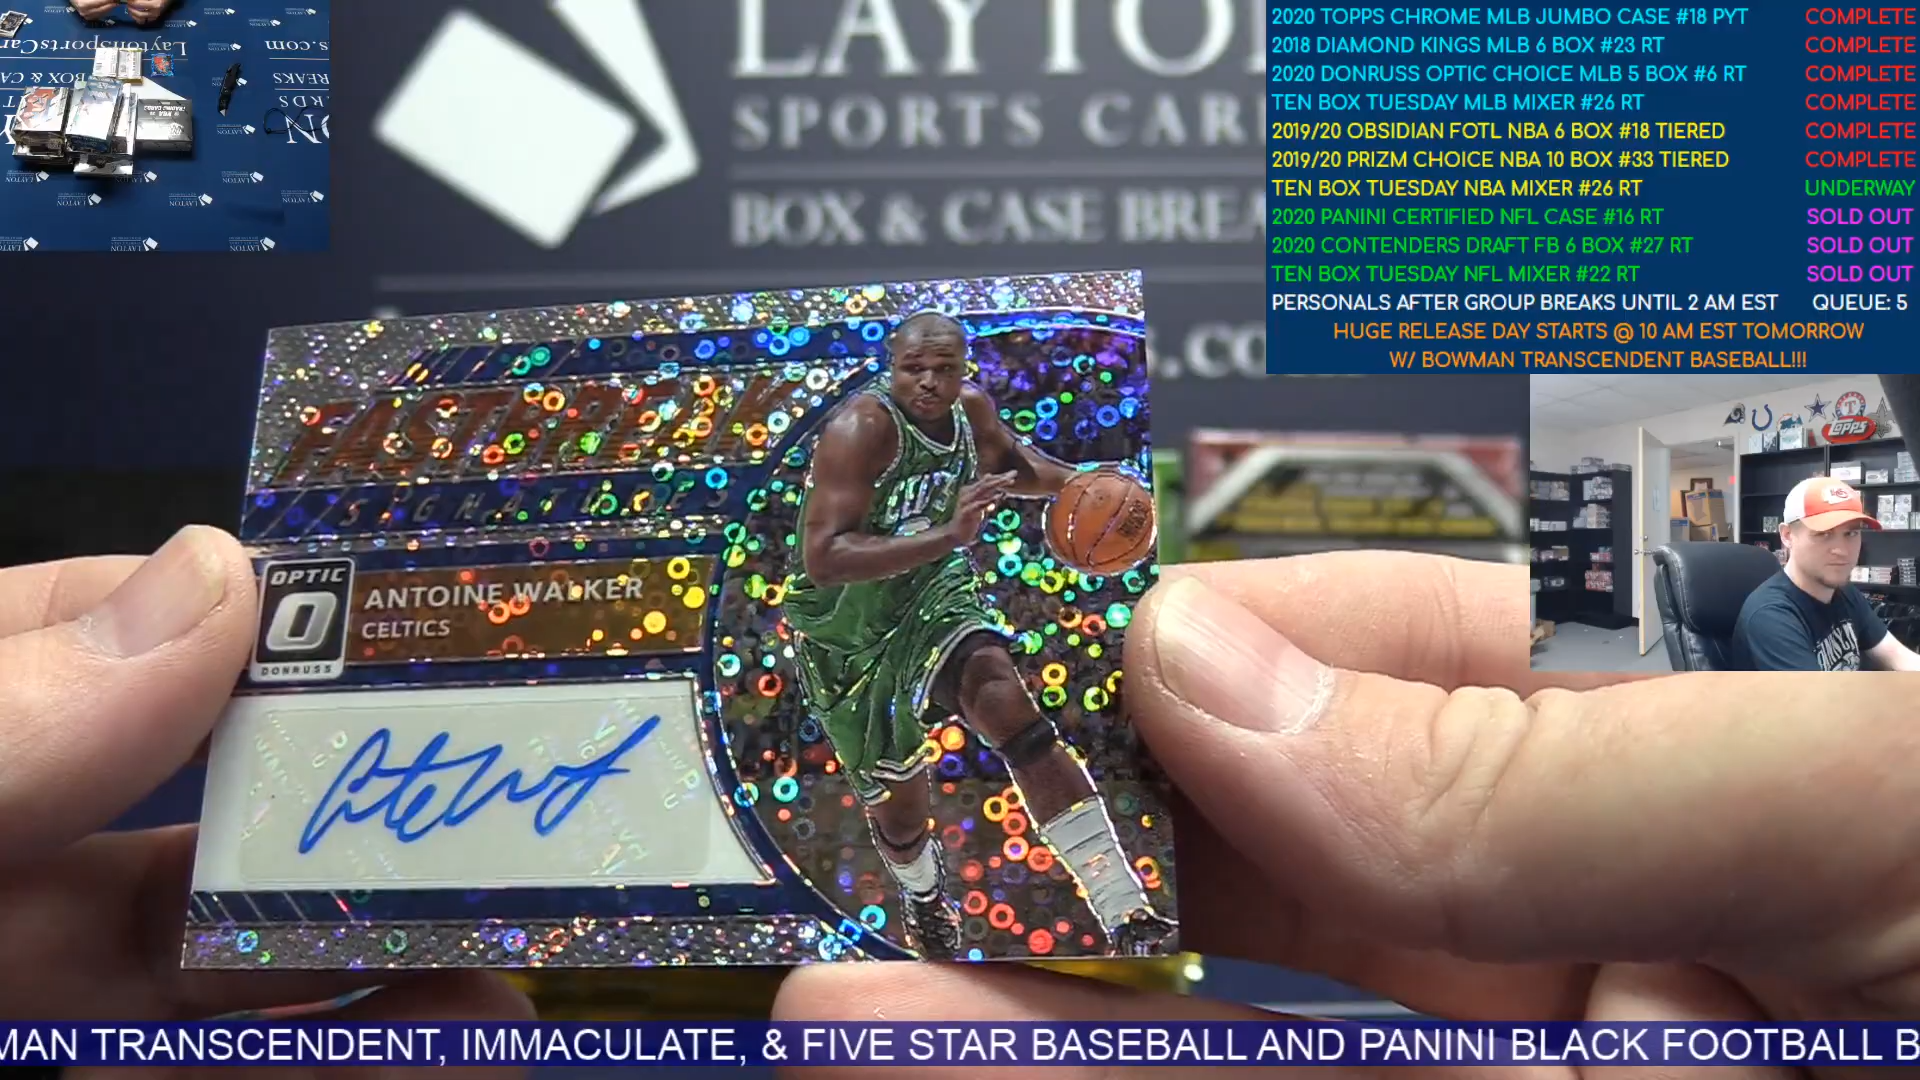 LAYTON
SPORTS CAR
BOX & CASE BREA
2020 TOPPS CHROME MLB JUMBO CASE #18 PYT COMPLETE
2018 DIAMOND KINGS MLB 6 BOX #23 RT COMPLETE
2020 DONRUSS OPTIC CHOICE MLB 5 BOX #6 RT COMPLETE
TEN BOX TUESDAY MLB MIXER #26 RT COMPLETE
2019/20 OBSIDIAN FOTL NBA 6 BOX #18 TIERED COMPLETE
2019/20 PRIZM CHOICE NBA 10 BOX #33 TIERED COMPLETE
TEN BOX TUESDAY NBA MIXER #26 RT UNDERWAY
2020 PANINI CERTIFIED NFL CASE #16 RT SOLD OUT
2020 CONTENDERS DRAFT FB 6 BOX #27 RT SOLD OUT
TEN BOX TUESDAY NFL MIXER #22 RT SOLD OUT
PERSONALS AFTER GROUP BREAKS UNTIL 2 AM EST QUEUE: 5
HUGE RELEASE DAY STARTS @ 10 AM EST TOMORROW
W/ BOWMAN TRANSCENDENT BASEBALL!!!
TOPPS
FASTBREAK
SIGNATURES
OPTIC
DONRUSS
ANTOINE WALKER
CELTICS
MAN TRANSCENDENT, IMMACULATE, & FIVE STAR BASEBALL AND PANINI BLACK FOOTBALL B